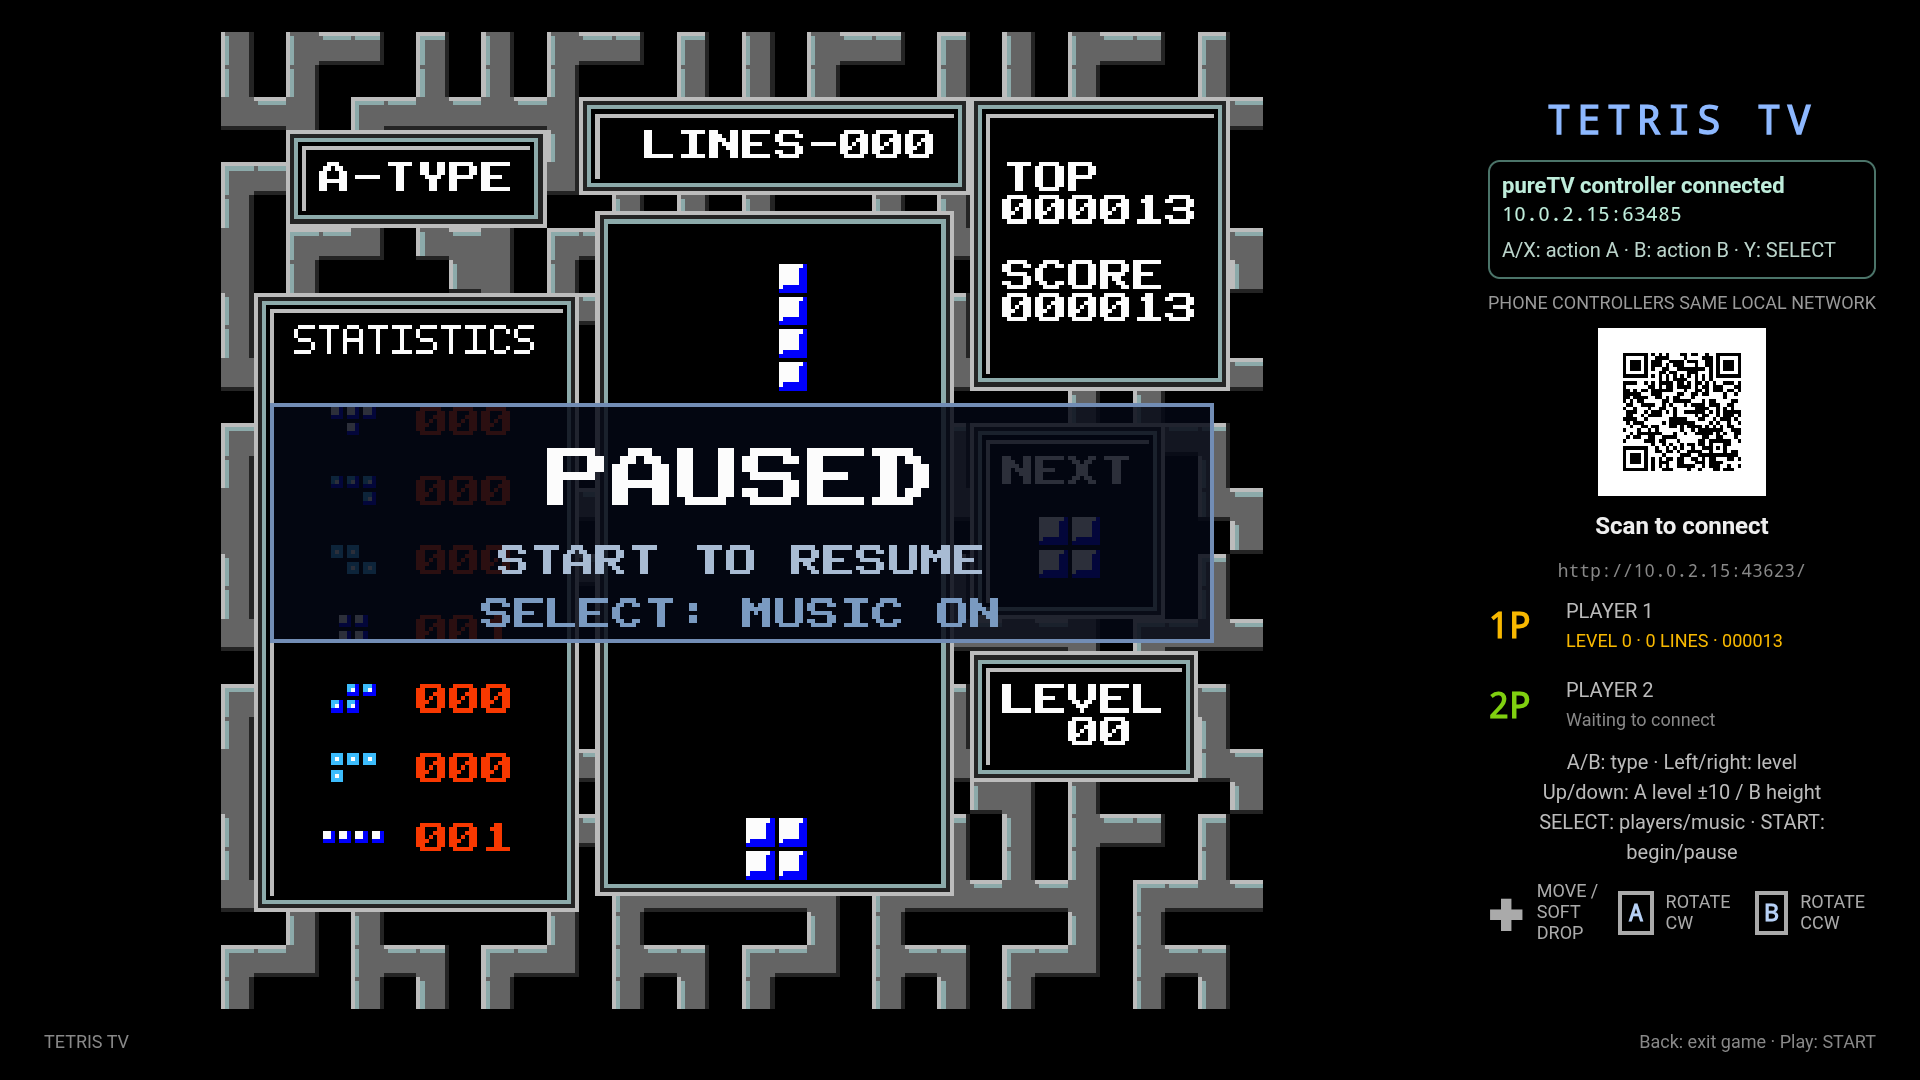 A-TYPE
LINES-000
TOP
000013
SCORE
000013
STATISTICS
000
000
000
001
000
000
001
PAUSED
START TO RESUME
SELECT: MUSIC ON
NEXT
LEVEL
00
TETRIS TV
pureTV controller connected
10.0.2.15:63485
A/X: action A · B: action B · Y: SELECT
PHONE CONTROLLERS SAME LOCAL NETWORK
Scan to connect
http://10.0.2.15:43623/
1P
PLAYER 1
LEVEL 0 · 0 LINES · 000013
2P
PLAYER 2
Waiting to connect
A/B: type · Left/right: level
Up/down: A level ±10 / B height
SELECT: players/music · START:
begin/pause
MOVE /
SOFT
DROP
A
ROTATE
CW
B
ROTATE
CCW
TETRIS TV
Back: exit game · Play: START